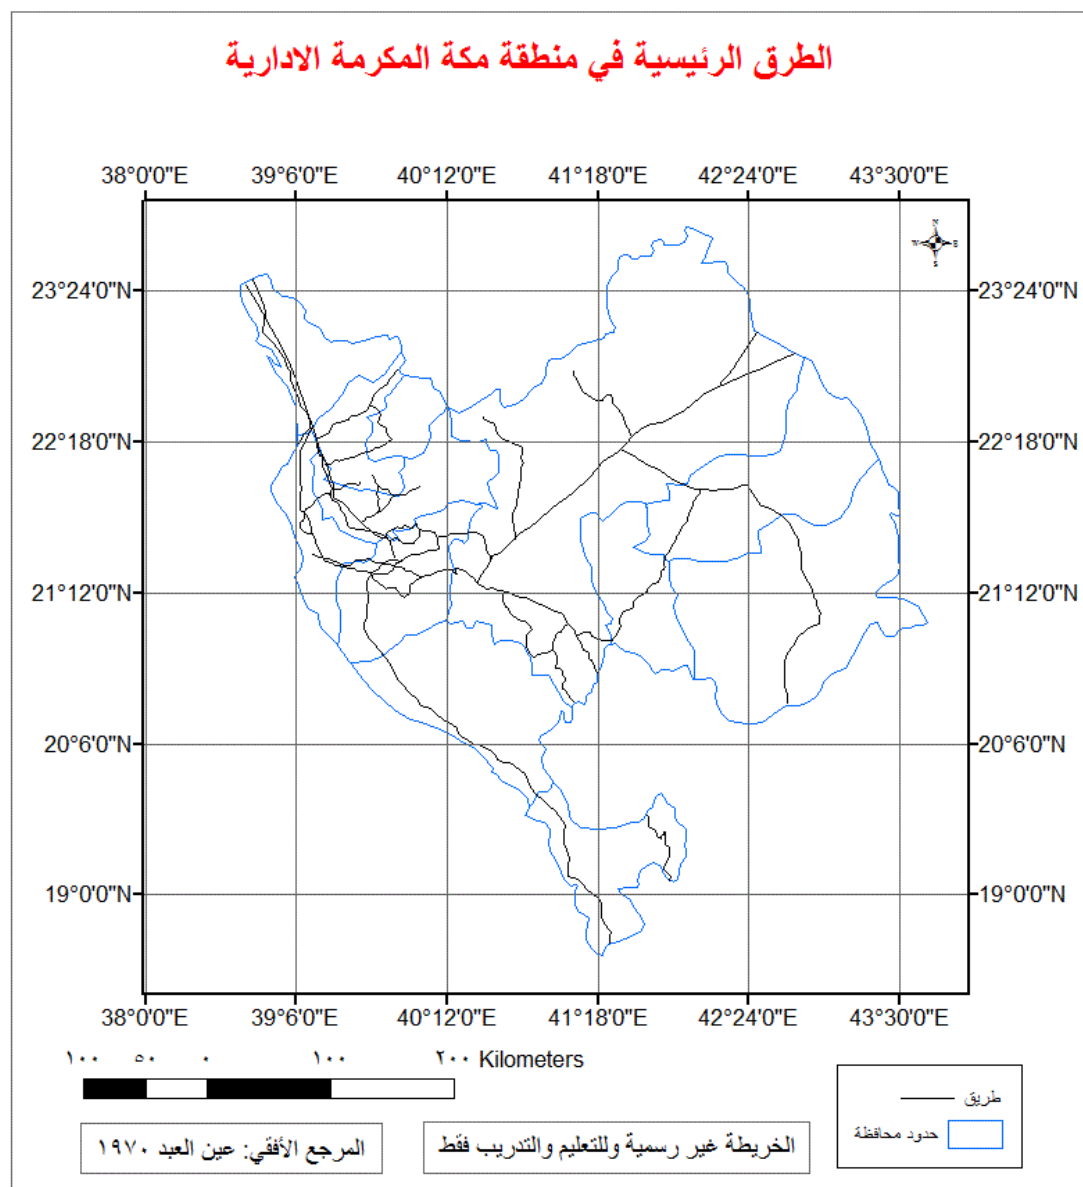 الطرق الرئيسية في منطقة مكة المكرمة الادارية
38°0'0"E 39°6'0"E 40°12'0"E 41°18'0"E 42°24'0"E 43°30'0"E
N
W E
S
23°24'0"N 23°24'0"N
22°18'0"N 22°18'0"N
21°12'0"N 21°12'0"N
20°6'0"N 20°6'0"N
19°0'0"N 19°0'0"N
38°0'0"E 39°6'0"E 40°12'0"E 41°18'0"E 42°24'0"E 43°30'0"E
١٠٠ ٥٠ ٠ ١٠٠ ٢٠٠ Kilometers
طريق
حدود محافظة
الخريطة غير رسمية وللتعليم والتدريب فقط
المرجع الأفقي: عين العبد ١٩٧٠